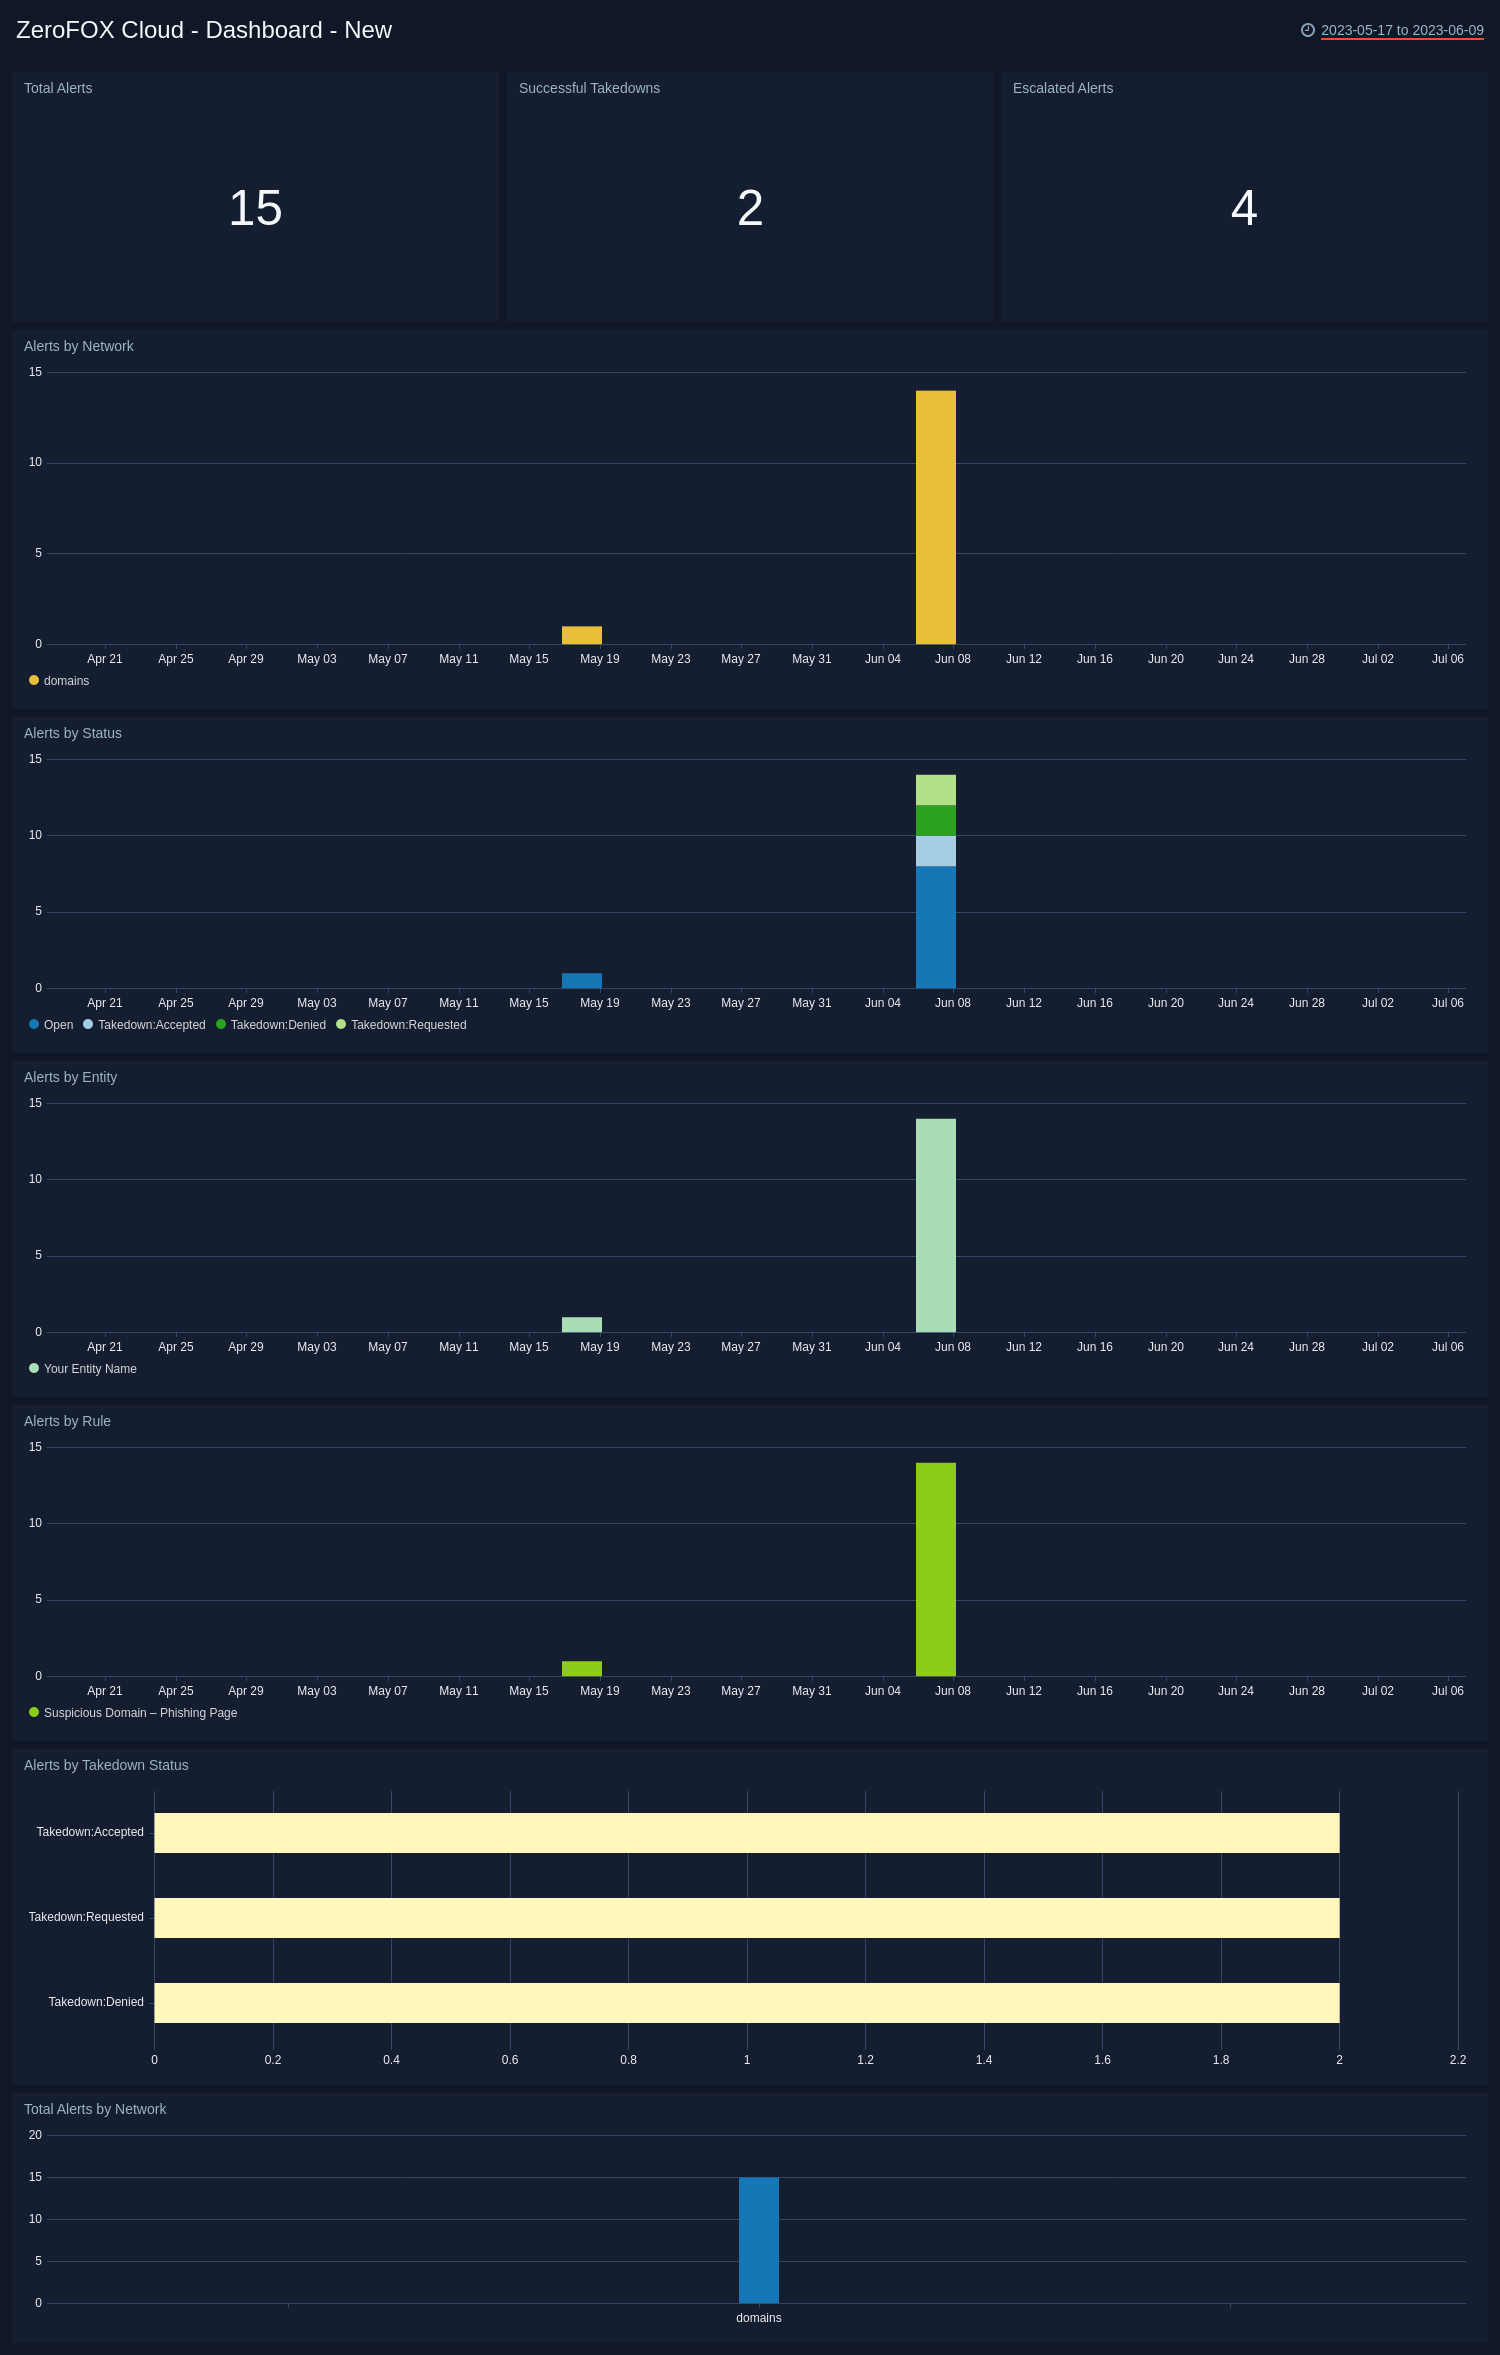 ZeroFOX Cloud - Dashboard - New
2023-05-17 to 2023-06-09
Total Alerts
Successful Takedowns
Escalated Alerts
15
2
4
Alerts by Network
15
10
5
0
Apr 21 Apr 25 Apr 29 May 03 May 07 May 11 May 15 May 19 May 23 May 27 May 31 Jun 04 Jun 08 Jun 12 Jun 16 Jun 20 Jun 24 Jun 28 Jul 02 Jul 06
domains
Alerts by Status
15
10
5
0
Apr 21 Apr 25 Apr 29 May 03 May 07 May 11 May 15 May 19 May 23 May 27 May 31 Jun 04 Jun 08 Jun 12 Jun 16 Jun 20 Jun 24 Jun 28 Jul 02 Jul 06
Open Takedown:Accepted Takedown:Denied Takedown:Requested
Alerts by Entity
15
10
5
0
Apr 21 Apr 25 Apr 29 May 03 May 07 May 11 May 15 May 19 May 23 May 27 May 31 Jun 04 Jun 08 Jun 12 Jun 16 Jun 20 Jun 24 Jun 28 Jul 02 Jul 06
Your Entity Name
Alerts by Rule
15
10
5
0
Apr 21 Apr 25 Apr 29 May 03 May 07 May 11 May 15 May 19 May 23 May 27 May 31 Jun 04 Jun 08 Jun 12 Jun 16 Jun 20 Jun 24 Jun 28 Jul 02 Jul 06
Suspicious Domain – Phishing Page
Alerts by Takedown Status
Takedown:Accepted
Takedown:Requested
Takedown:Denied
0 0.2 0.4 0.6 0.8 1 1.2 1.4 1.6 1.8 2 2.2
Total Alerts by Network
20
15
10
5
0
domains